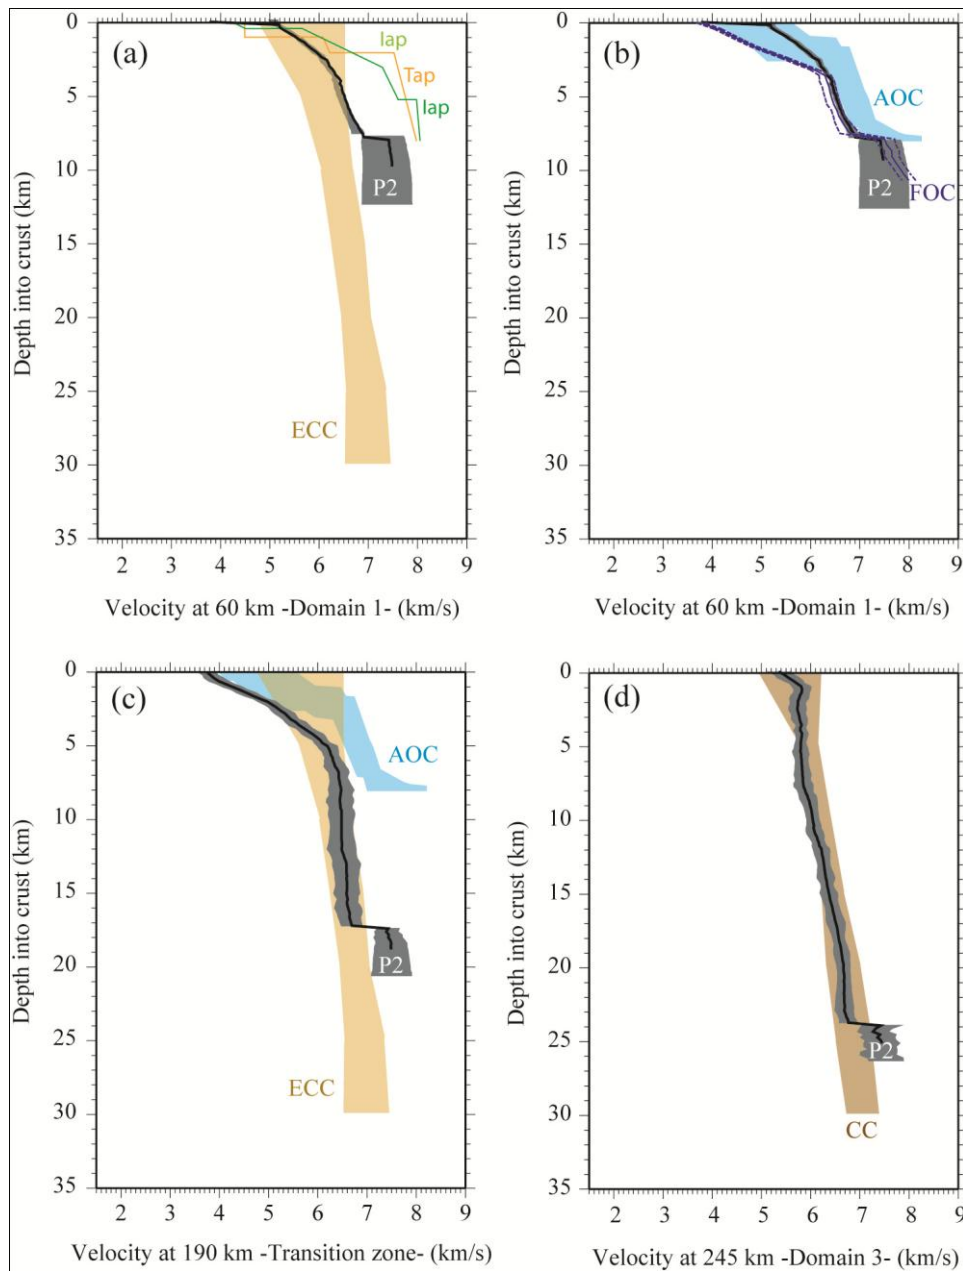 (a)
Iap
Tap
Iap
P2
ECC
0
5
10
15
20
25
30
35
Depth into crust (km)
2 3 4 5 6 7 8 9
Velocity at 60 km -Domain 1- (km/s)
(b)
AOC
P2
FOC
0
5
10
15
20
25
30
35
Depth into crust (km)
2 3 4 5 6 7 8 9
Velocity at 60 km -Domain 1- (km/s)
(c)
AOC
P2
ECC
0
5
10
15
20
25
30
35
Depth into crust (km)
2 3 4 5 6 7 8 9
Velocity at 190 km -Transition zone- (km/s)
(d)
P2
CC
0
5
10
15
20
25
30
35
Depth into crust (km)
2 3 4 5 6 7 8 9
Velocity at 245 km -Domain 3- (km/s)